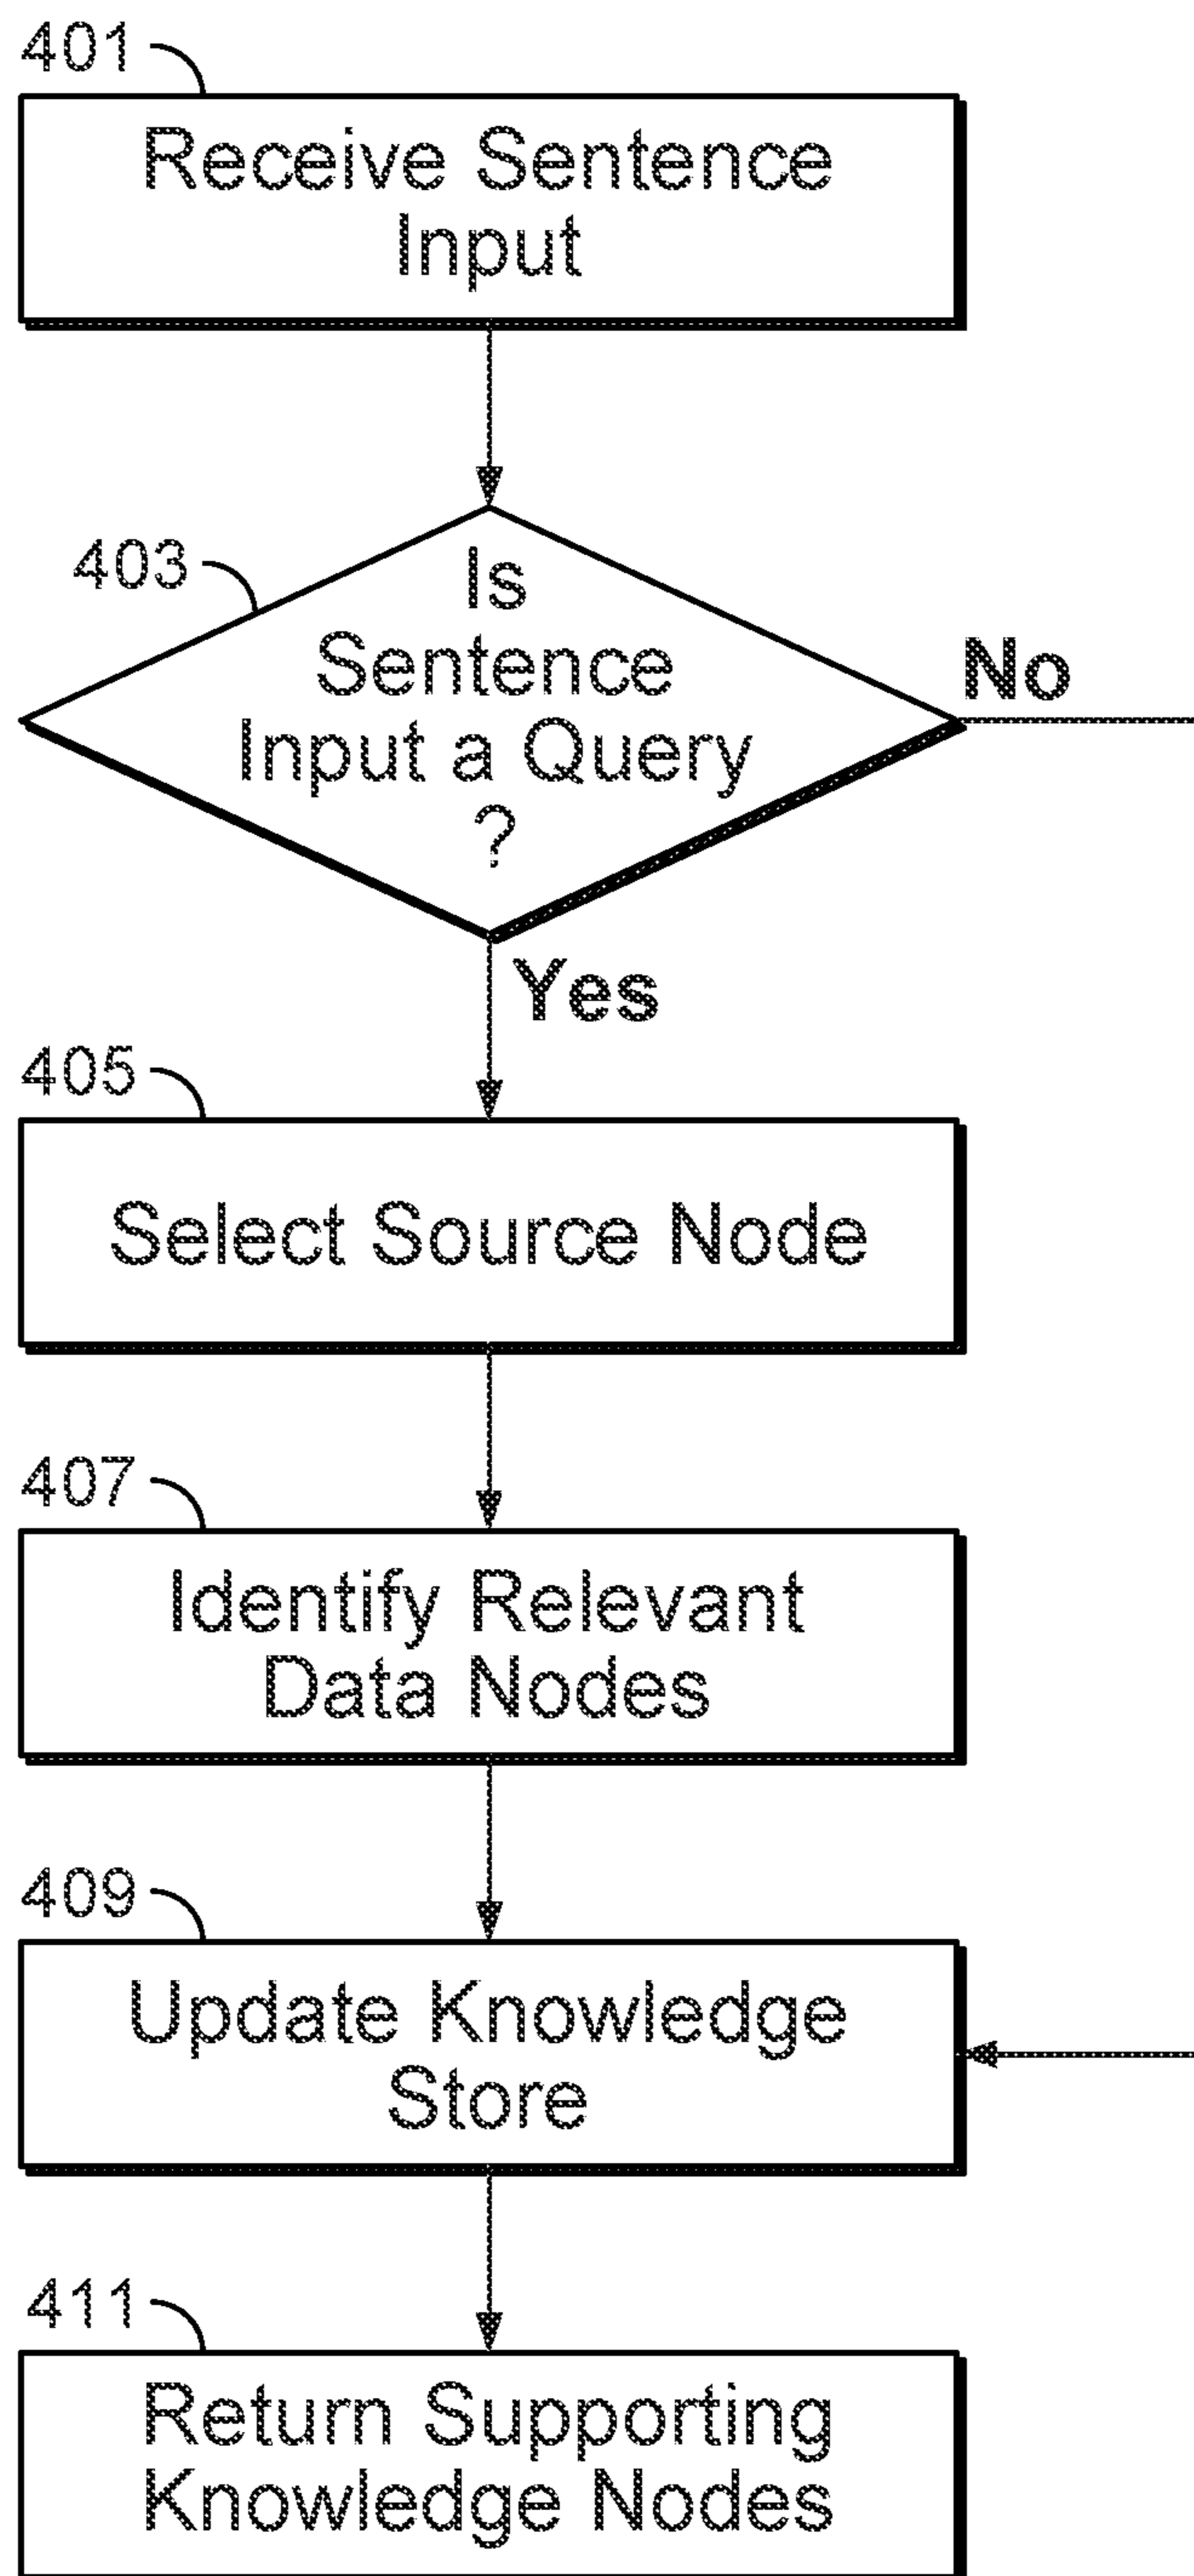 401
Receive Sentence
Input
403
Is
Sentence
Input a Query
?
No
Yes
405
Select Source Node
407
Identify Relevant
Data Nodes
409
Update Knowledge
Store
411
Return Supporting
Knowledge Nodes